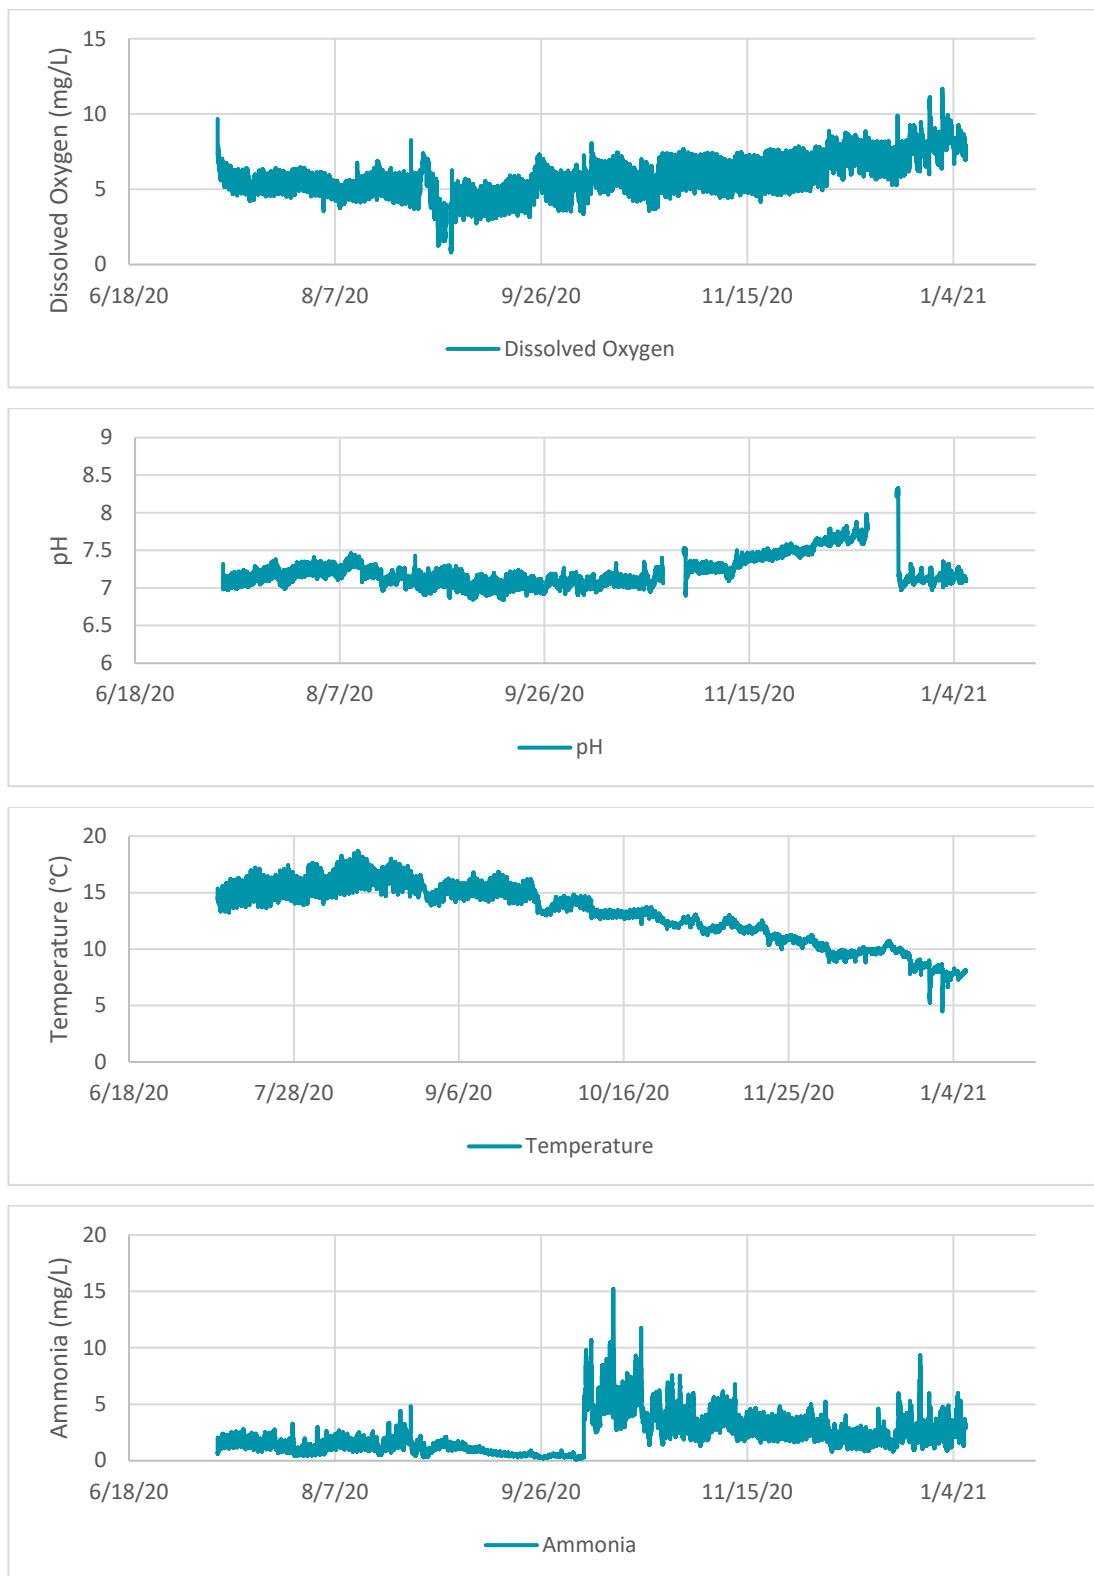 Dissolved Oxygen (mg/L)
15
10
5
0
6/18/20 8/7/20 9/26/20 11/15/20 1/4/21
Dissolved Oxygen
pH
9
8.5
8
7.5
7
6.5
6
6/18/20 8/7/20 9/26/20 11/15/20 1/4/21
pH
Temperature (°C)
20
15
10
5
0
6/18/20 7/28/20 9/6/20 10/16/20 11/25/20 1/4/21
Temperature
Ammonia (mg/L)
20
15
10
5
0
6/18/20 8/7/20 9/26/20 11/15/20 1/4/21
Ammonia